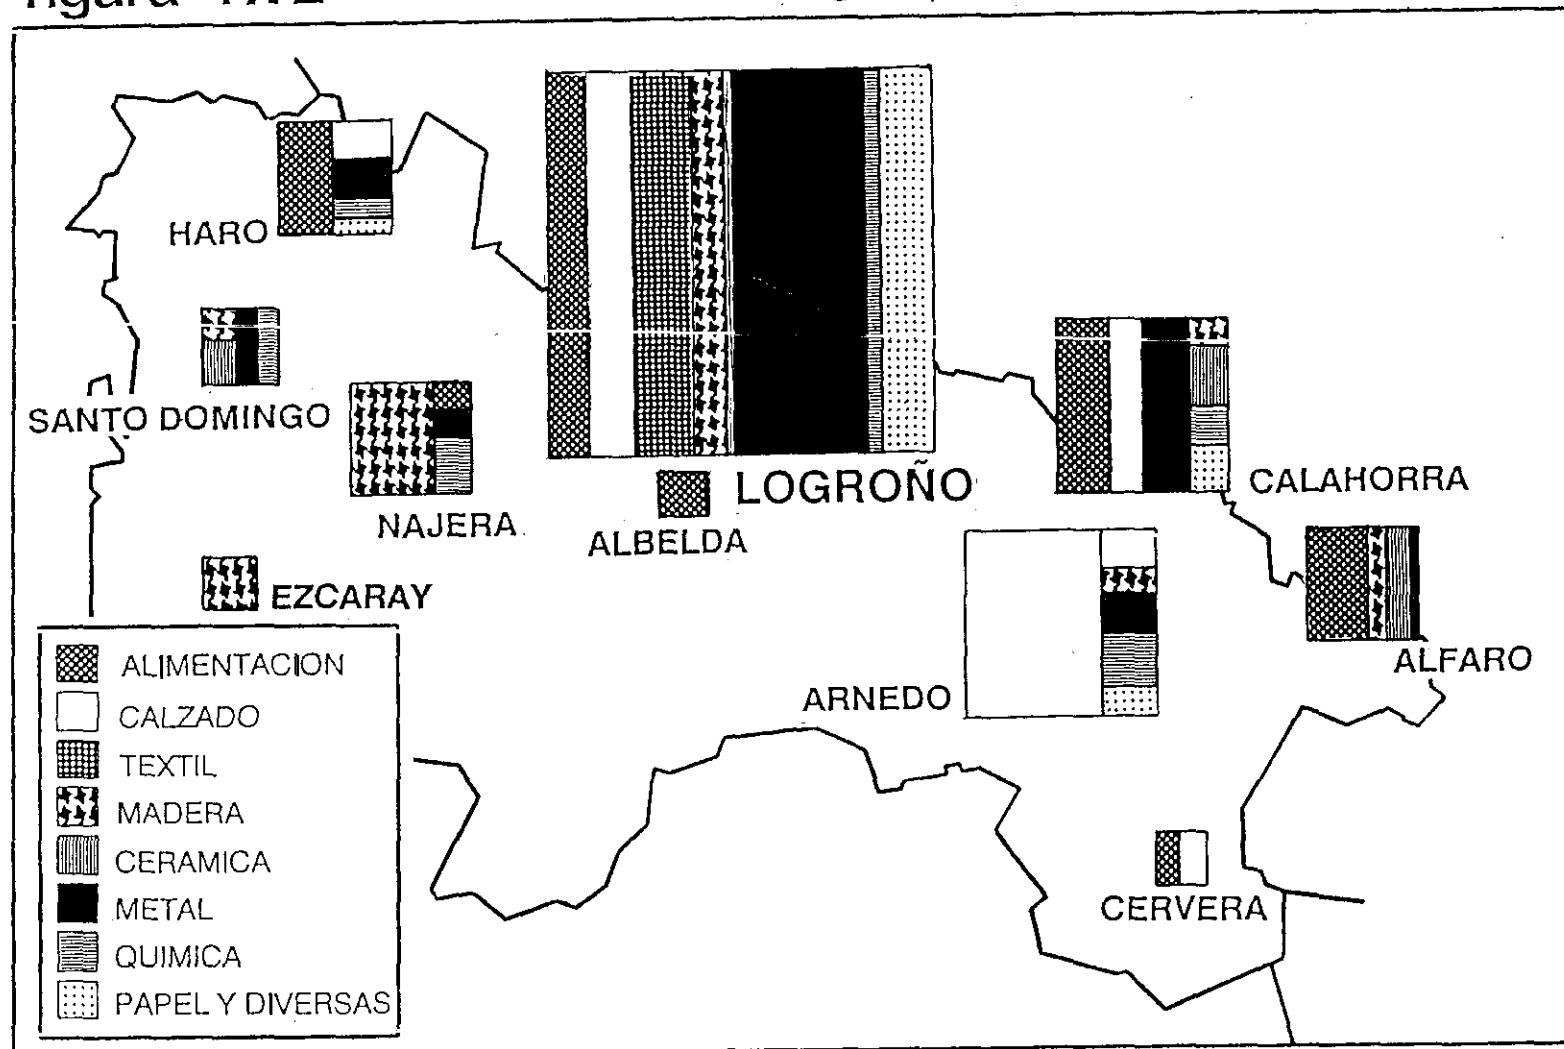 HARO
SANTO DOMINGO
NAJERA
LOGROÑO
ALBELDA
CALAHORRA
EZCARAY
ALFARO
ARNEDO
CERVERA
ALIMENTACION
CALZADO
TEXTIL
MADERA
CERAMICA
METAL
QUIMICA
PAPEL Y DIVERSAS